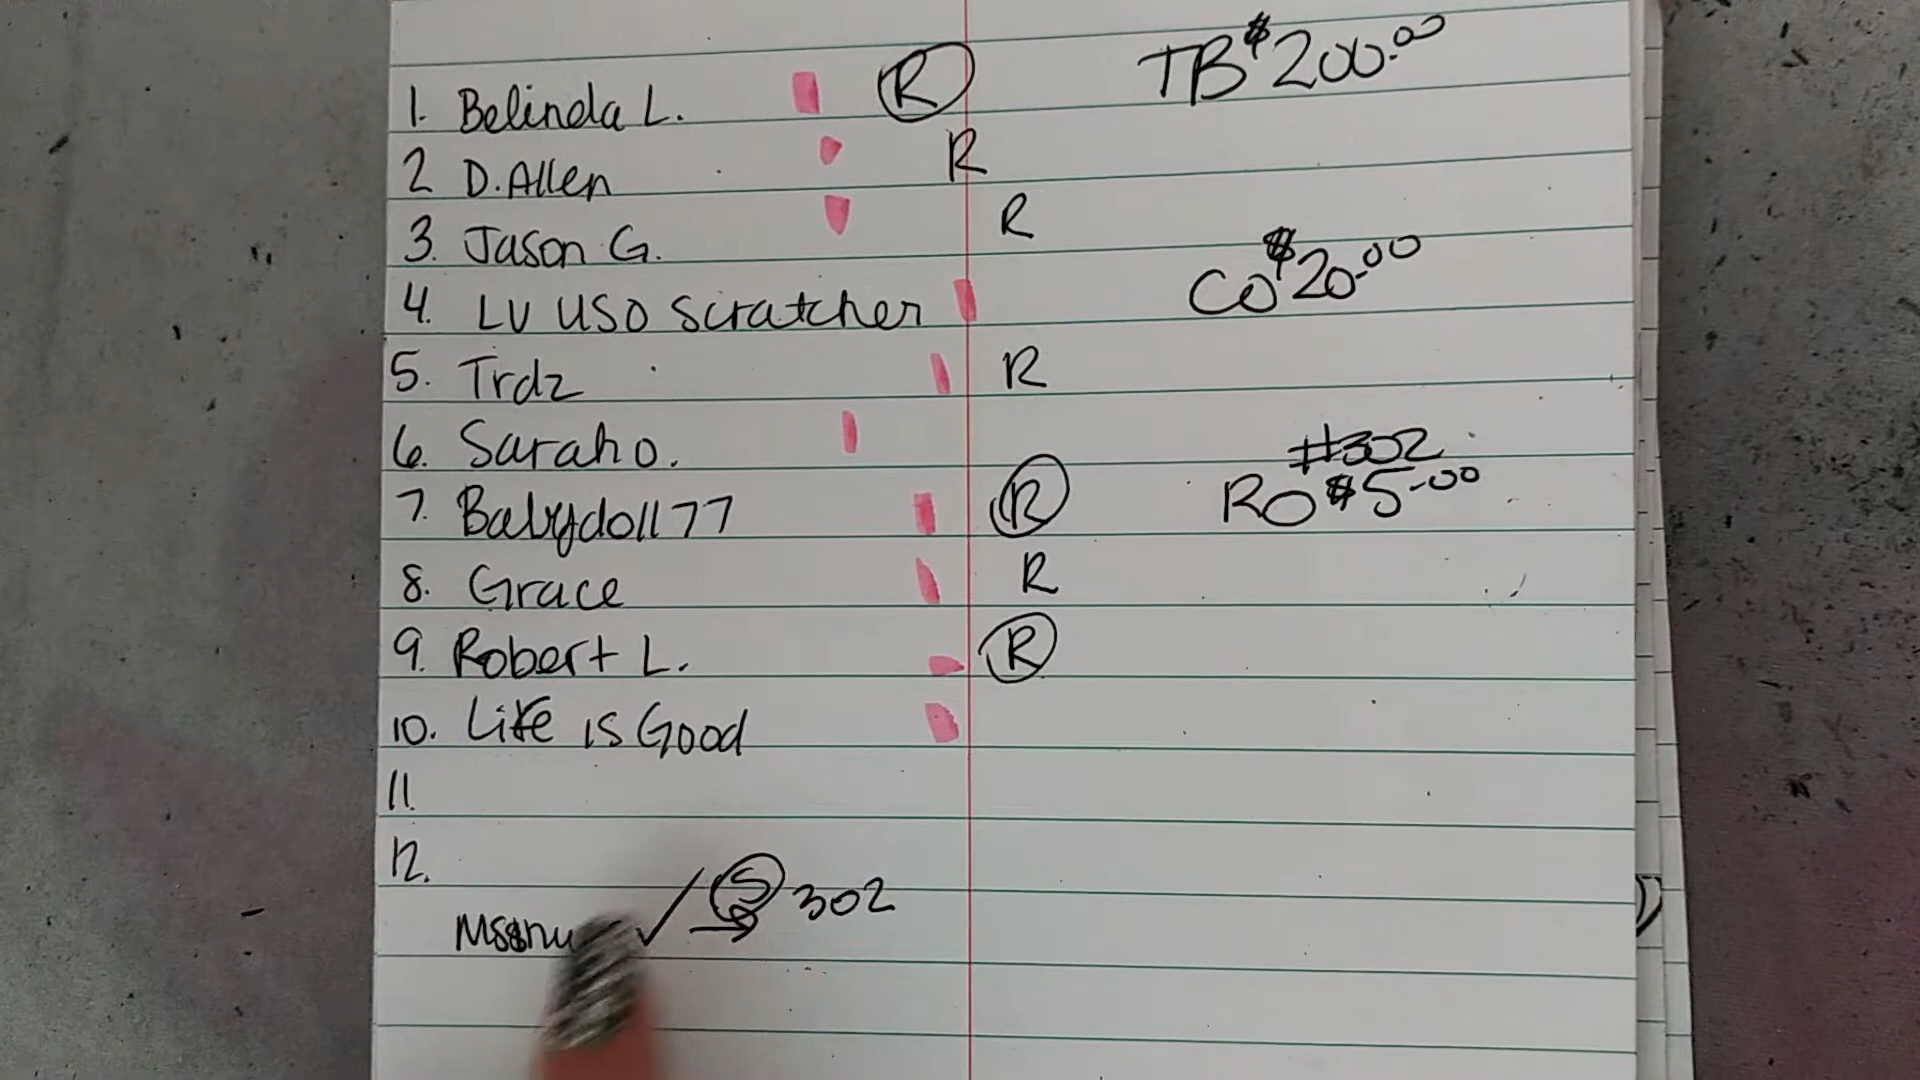 1. Belinda L. R TB $200.00
2 D. Allen R
3. Jason G. R
4. LV USO Scratcher CO $20.00
5. Trdz R
6. Sarah O. #302
7. Babydoll77 R RO $5.00
8. Grace R
9. Robert L. R
10. Life is Good
11.
12.
S 302